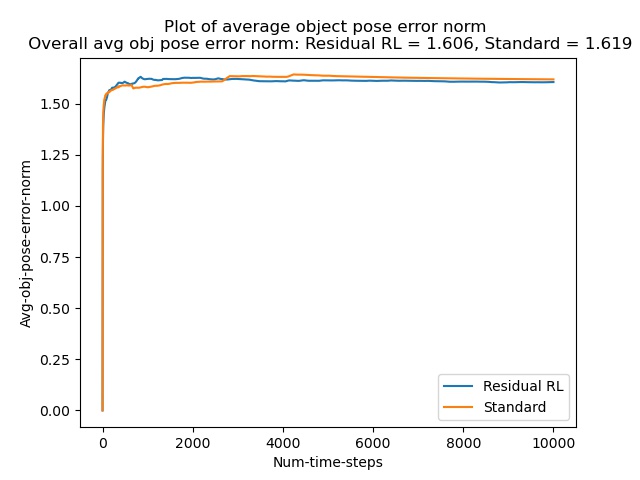 Plot of average object pose error norm
Overall avg obj pose error norm: Residual RL = 1.606, Standard = 1.619
1.50
1.25
1.00
0.75
0.50
0.25
0.00
Avg-obj-pose-error-norm
Residual RL
Standard
0 2000 4000 6000 8000 10000
Num-time-steps